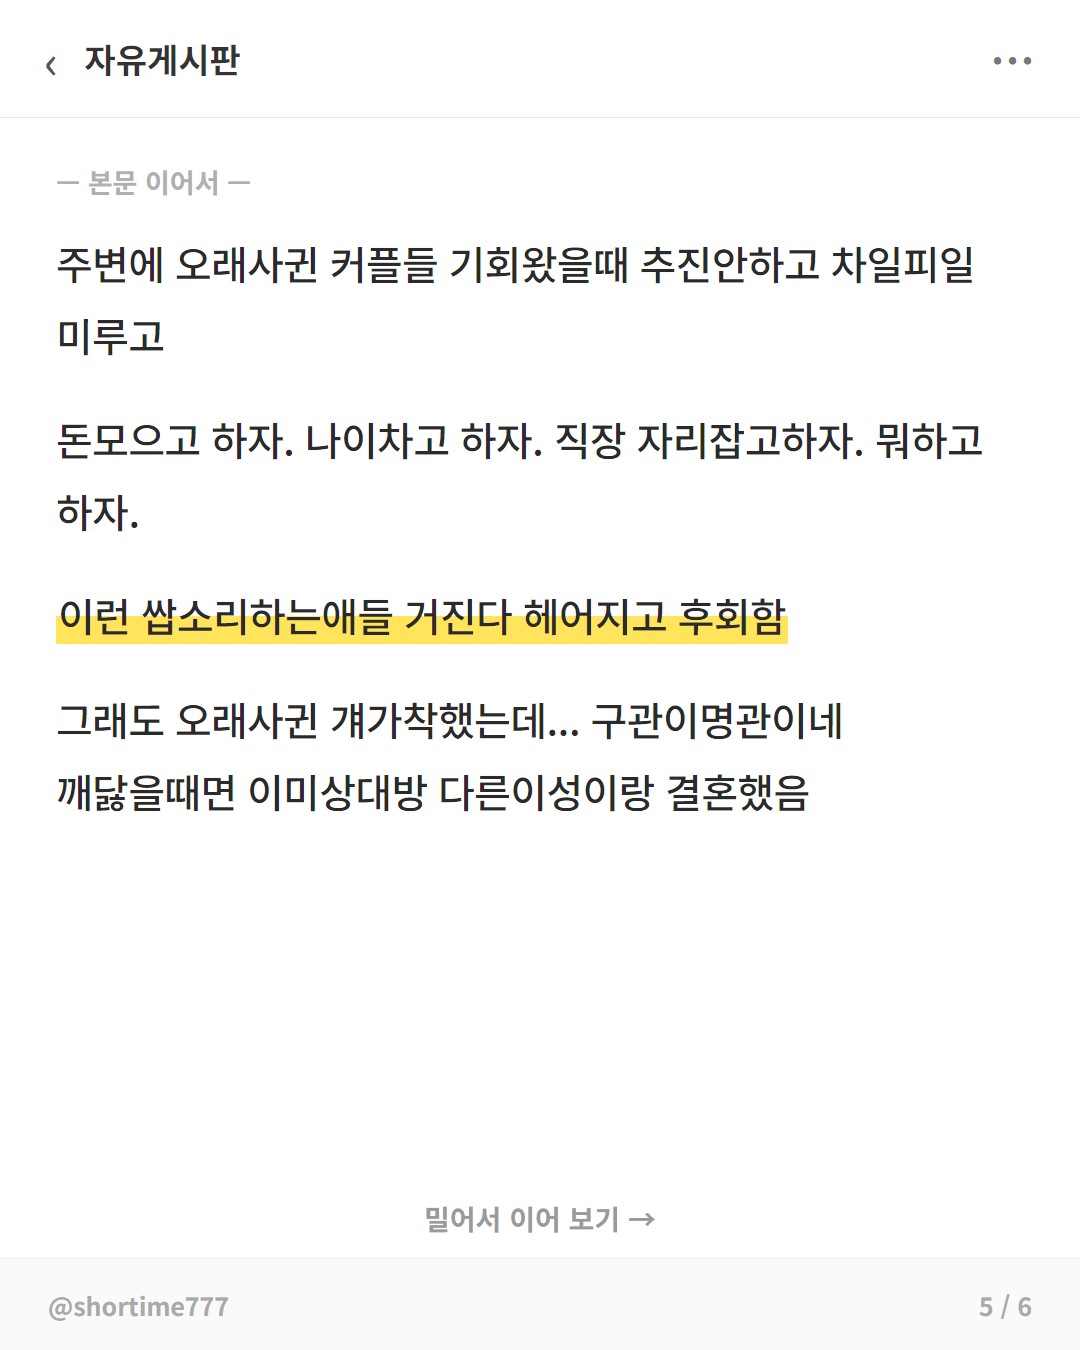 ‹ 자유게시판 •••
— 본문 이어서 —
주변에 오래사귄 커플들 기회왔을때 추진안하고 차일피일
미루고
돈모으고 하자. 나이차고 하자. 직장 자리잡고하자. 뭐하고
하자.
이런 쌉소리하는애들 거진다 헤어지고 후회함
그래도 오래사귄 걔가착했는데... 구관이명관이네
깨닳을때면 이미상대방 다른이성이랑 결혼했음
밀어서 이어 보기 →
@shortime777 5 / 6